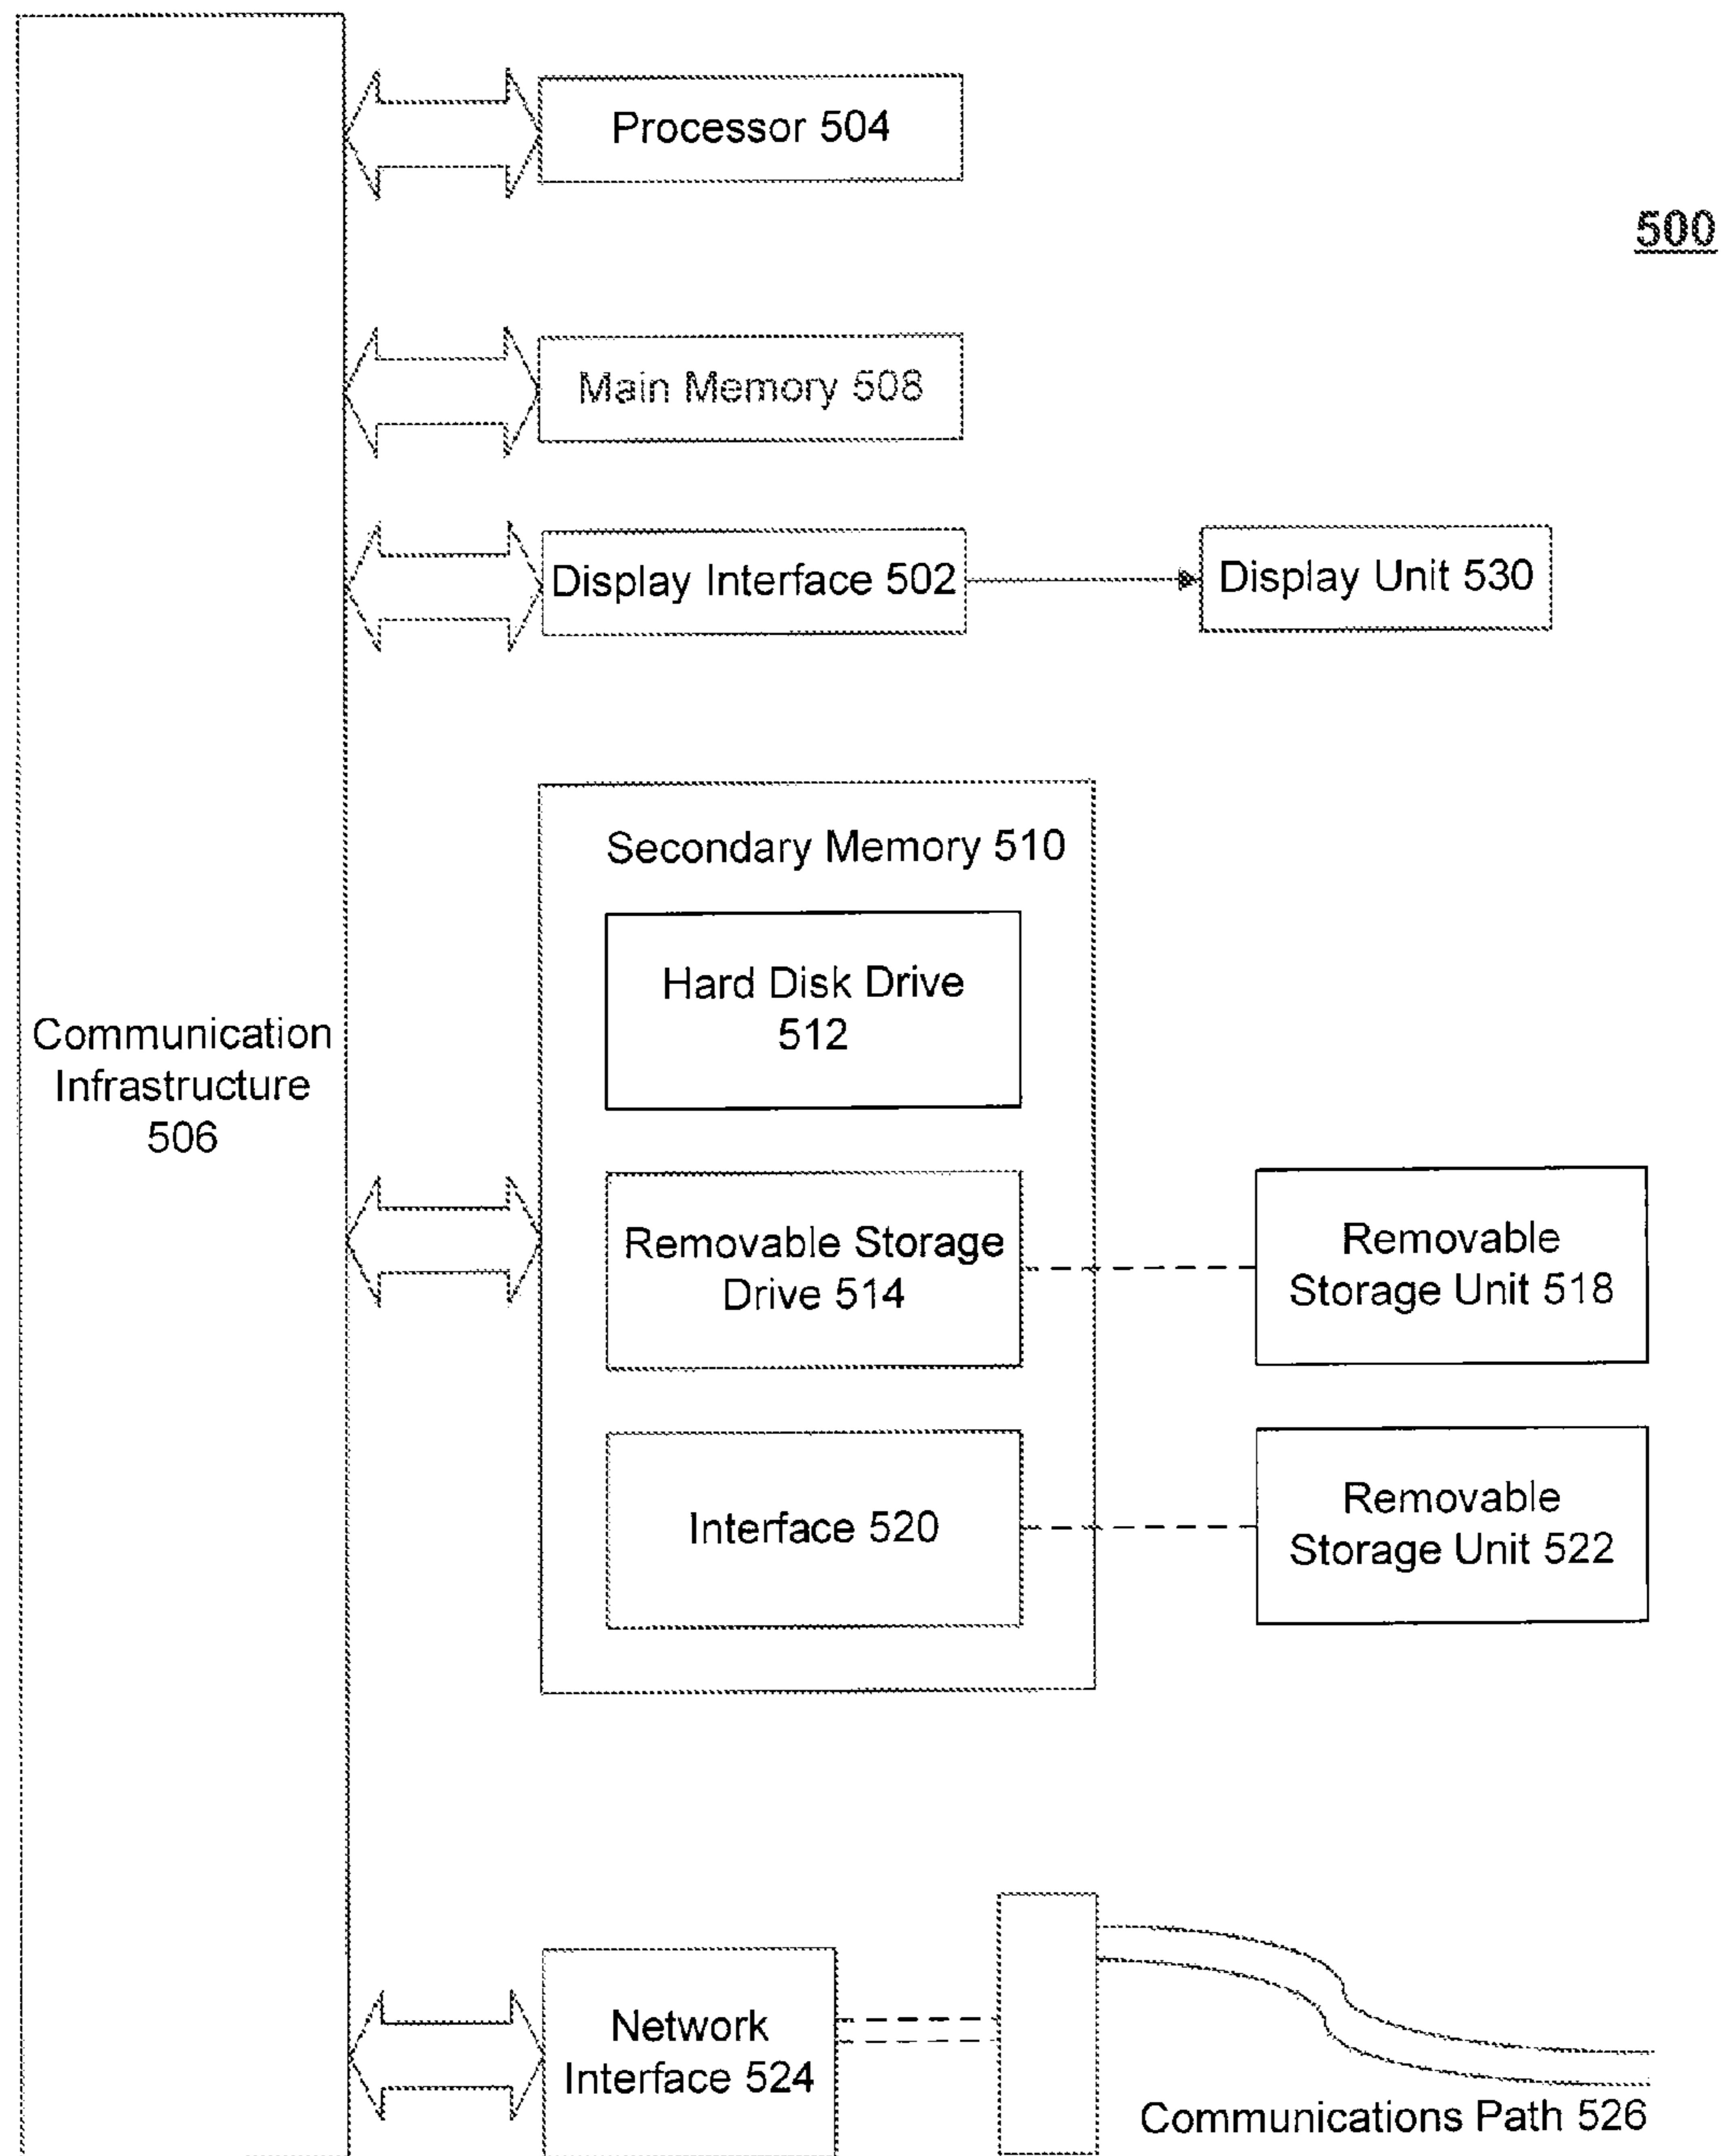 Processor 504
500
Main Memory 508
Display Interface 502
Display Unit 530
Secondary Memory 510
Hard Disk Drive
512
Communication
Infrastructure
506
Removable Storage
Drive 514
Removable
Storage Unit 518
Interface 520
Removable
Storage Unit 522
Network
Interface 524
Communications Path 526